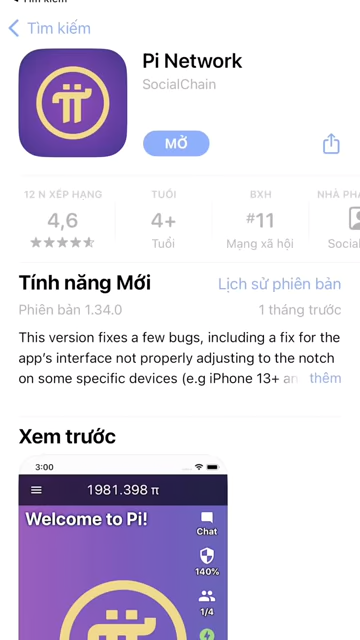 Tìm kiếm
Pi Network
SocialChain
MỞ
12 N XẾP HẠNG
TUỔI
BXH
4,6
4+
#11
Tuổi
Mạng xã hội
Social
Tính năng Mới
Lịch sử phiên bản
Phiên bản 1.34.0
1 tháng trước
This version fixes a few bugs, including a fix for the
app's interface not properly adjusting to the notch
on some specific devices (e.g iPhone 13+ an thêm
Xem trước
3:00
1981.398 π
Welcome to Pi!
Chat
140%
1/4